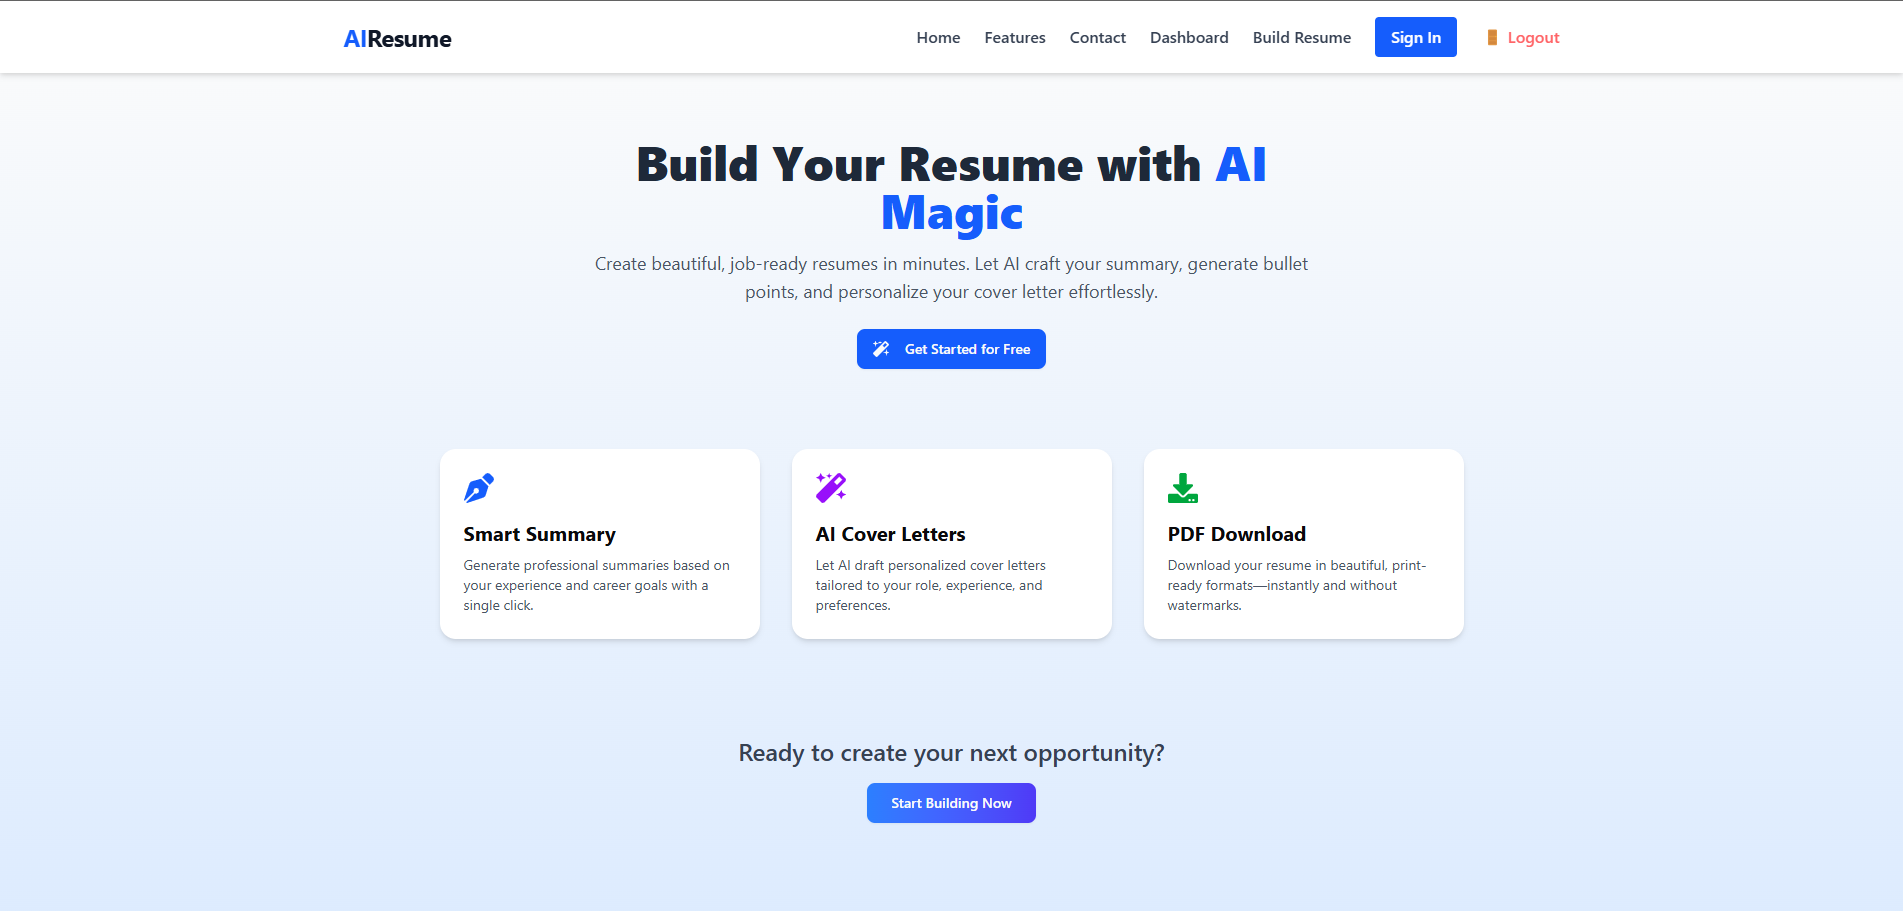 AIResume
Home
Features
Contact
Dashboard
Build Resume
Sign In
Logout
Build Your Resume with AI
Magic
Create beautiful, job-ready resumes in minutes. Let AI craft your summary, generate bullet
points, and personalize your cover letter effortlessly.
Get Started for Free
Smart Summary
Generate professional summaries based on
your experience and career goals with a
single click.
AI Cover Letters
Let AI draft personalized cover letters
tailored to your role, experience, and
preferences.
PDF Download
Download your resume in beautiful, print-
ready formats—instantly and without
watermarks.
Ready to create your next opportunity?
Start Building Now